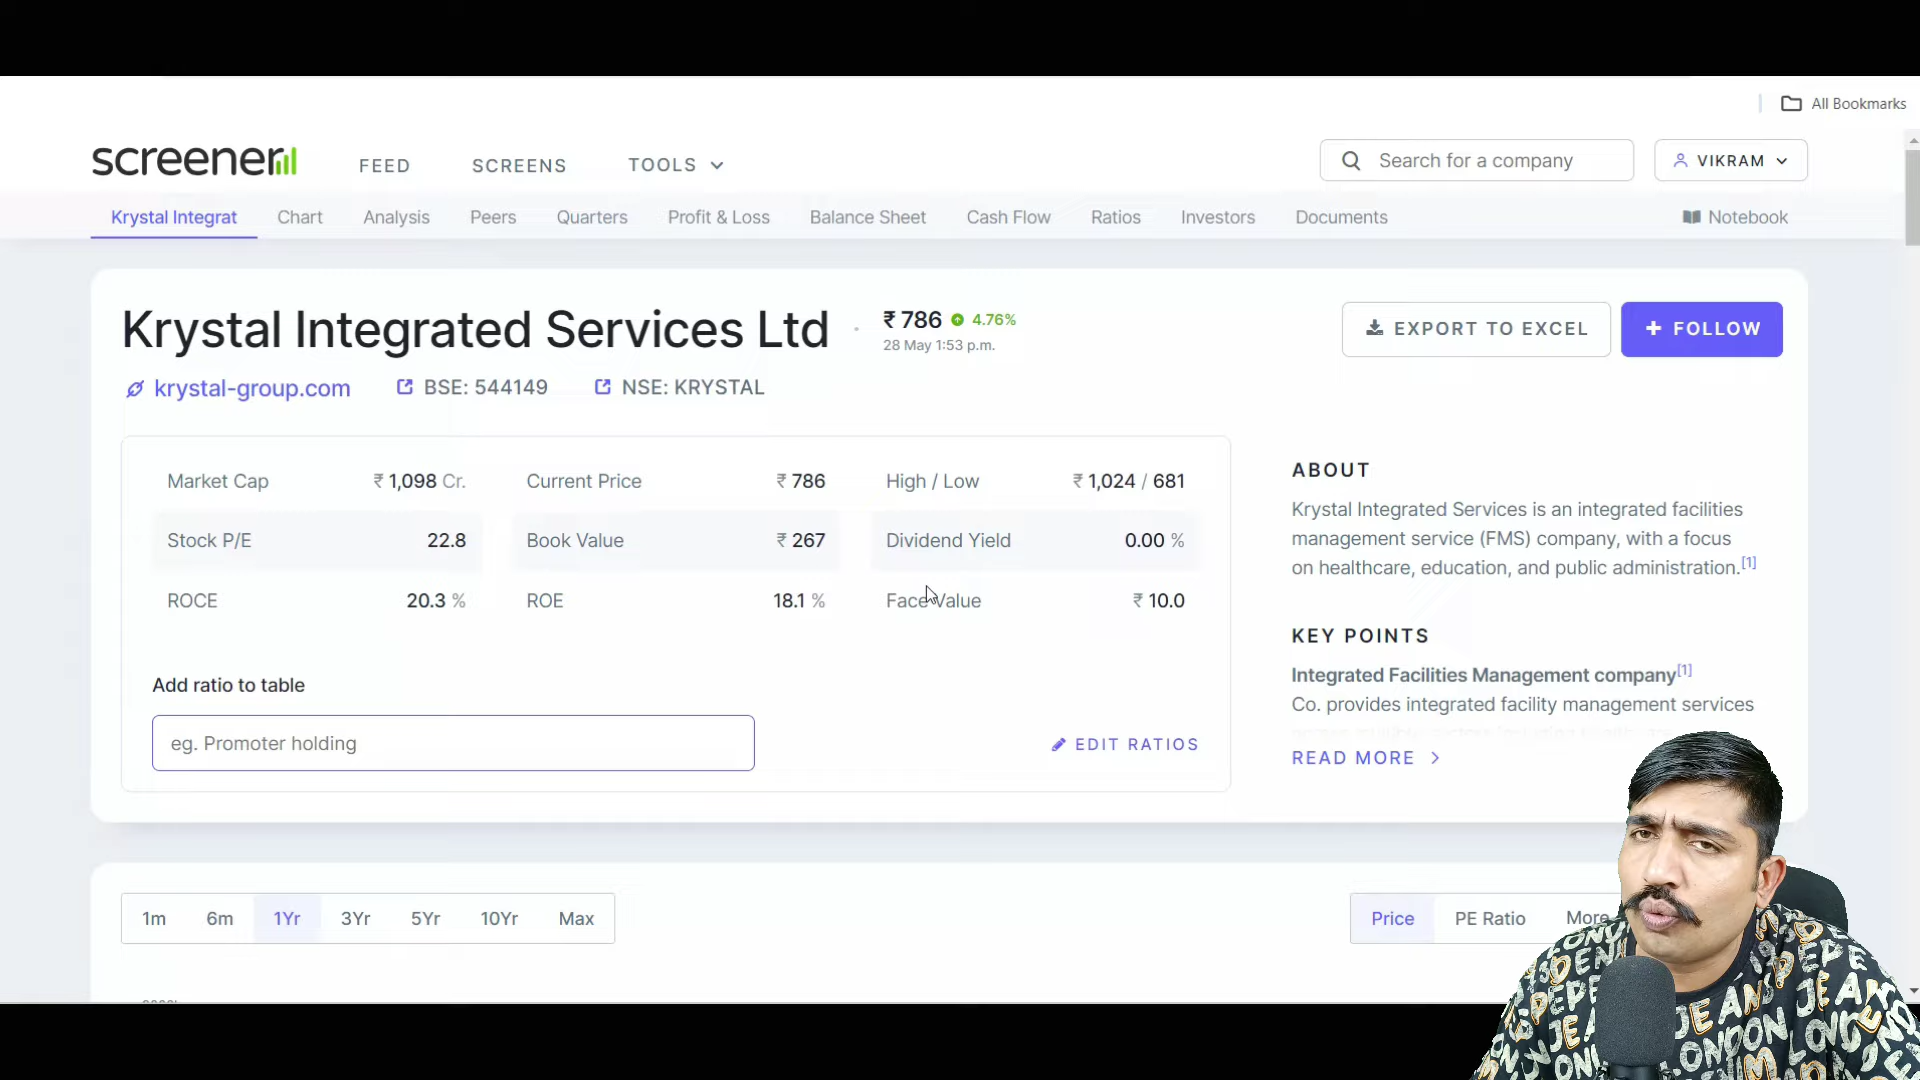 All Bookmarks
screener
FEED
SCREENS
TOOLS
Search for a company
VIKRAM
Krystal Integrat
Chart
Analysis
Peers
Quarters
Profit & Loss
Balance Sheet
Cash Flow
Ratios
Investors
Documents
Notebook
Krystal Integrated Services Ltd
₹ 786 4.76%
28 May 1:53 p.m.
EXPORT TO EXCEL
+ FOLLOW
krystal-group.com
BSE: 544149
NSE: KRYSTAL
Market Cap ₹ 1,098 Cr.
Current Price ₹ 786
High / Low ₹ 1,024 / 681
Stock P/E 22.8
Book Value ₹ 267
Dividend Yield 0.00 %
ROCE 20.3 %
ROE 18.1 %
Face Value ₹ 10.0
Add ratio to table
eg. Promoter holding
EDIT RATIOS
ABOUT
Krystal Integrated Services is an integrated facilities
management service (FMS) company, with a focus
on healthcare, education, and public administration.[1]
KEY POINTS
Integrated Facilities Management company[1]
Co. provides integrated facility management services
READ MORE
1m
6m
1Yr
3Yr
5Yr
10Yr
Max
Price
PE Ratio
More